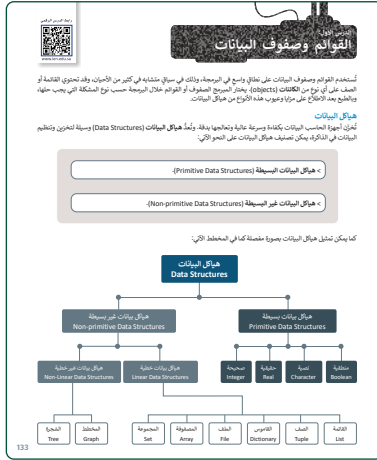 رابط الدرس الرقمي
www.ien.edu.sa
الدرس الأول
القوائم وصفوف البيانات
تُستخدم القوائم وصفوف البيانات على نطاقٍ واسع في البرمجة، وذلك في سياقٍ متشابه في كثير من الأحيان، وقد تحتوي القائمة أو
الصف على أي نوع من الكائنات (objects). يختار المبرمج الصفوف أو القوائم خلال البرمجة حسب نوع المشكلة التي يجب حلها،
وبالطبع بعد الاطلاع على مزايا وعيوب هذه الأنواع من هياكل البيانات.
هياكل البيانات
تُخزن أجهزة الحاسب البيانات بكفاءة وسرعة عالية وتعالجها بدقة. وتُعدُّ هياكل البيانات (Data Structures) وسيلة لتخزين وتنظيم
البيانات في الذاكرة، يمكن تصنيف هياكل البيانات على النحو الآتي:
> هياكل البيانات البسيطة (Primitive Data Structures).
> هياكل البيانات غير البسيطة (Non-primitive Data Structures).
كما يمكن تمثيل هياكل البيانات بصورة مفصلة كما في المخطط الآتي:
هياكل البيانات
Data Structures
هياكل بيانات بسيطة
Primitive Data Structures
هياكل بيانات غير بسيطة
Non-primitive Data Structures
منطقية
Boolean
نصية
Character
حقيقية
Real
صحيحة
Integer
هياكل بيانات خطية
Linear Data Structures
هياكل بيانات غير خطية
Non-Linear Data Structures
القائمة
List
الصف
Tuple
القاموس
Dictionary
الملف
File
المصفوفة
Array
المجموعة
Set
المخطط
Graph
الشجرة
Tree
133